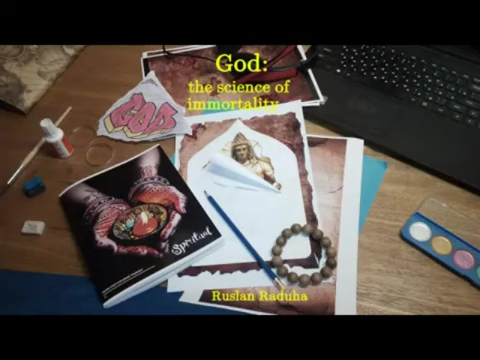 God:
the science of
immortality
GOD
Spiritual
Ruslan Raduha